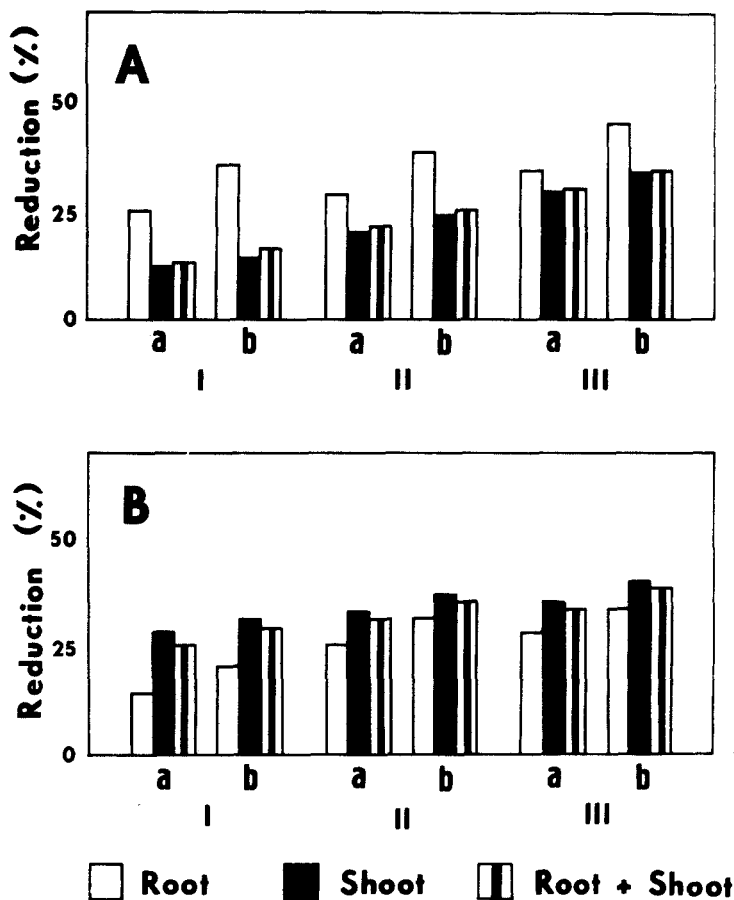 A
Reduction (%)
50
25
0
a b a b a b
I II III
B
Reduction (%)
50
25
0
a b a b a b
I II III
Root Shoot Root + Shoot